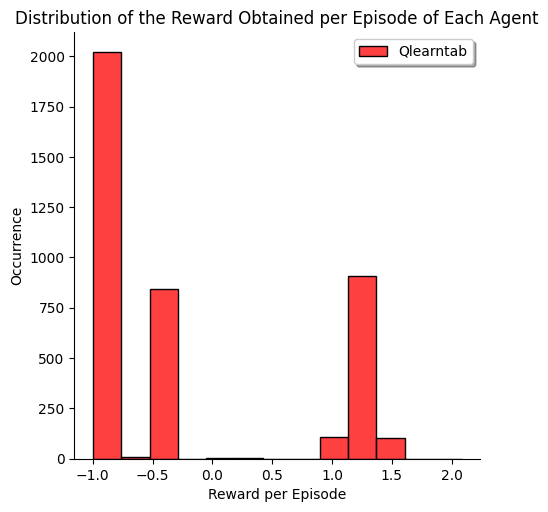 Distribution of the Reward Obtained per Episode of Each Agent
Qlearntab
2000
1750
1500
1250
1000
750
500
250
0
Occurrence
−1.0 −0.5 0.0 0.5 1.0 1.5 2.0
Reward per Episode